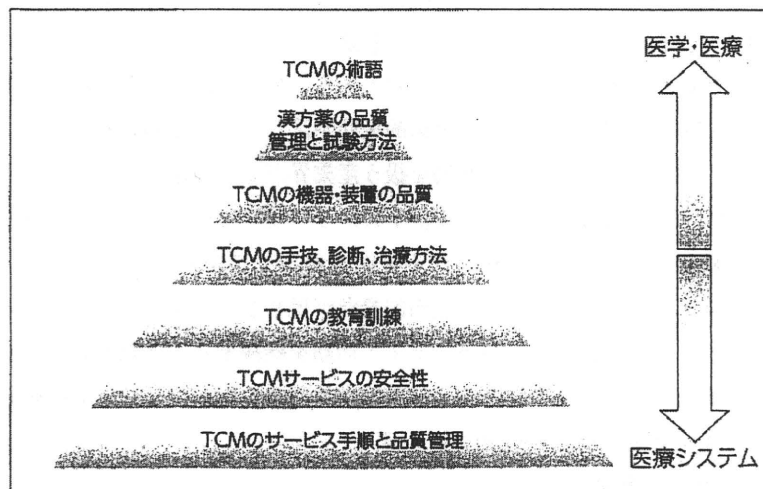 医学・医療
TCMの術語
漢方薬の品質
管理と試験方法
TCMの機器・装置の品質
TCMの手技、診断、治療方法
TCMの教育訓練
TCMサービスの安全性
TCMのサービス手順と品質管理
医療システム